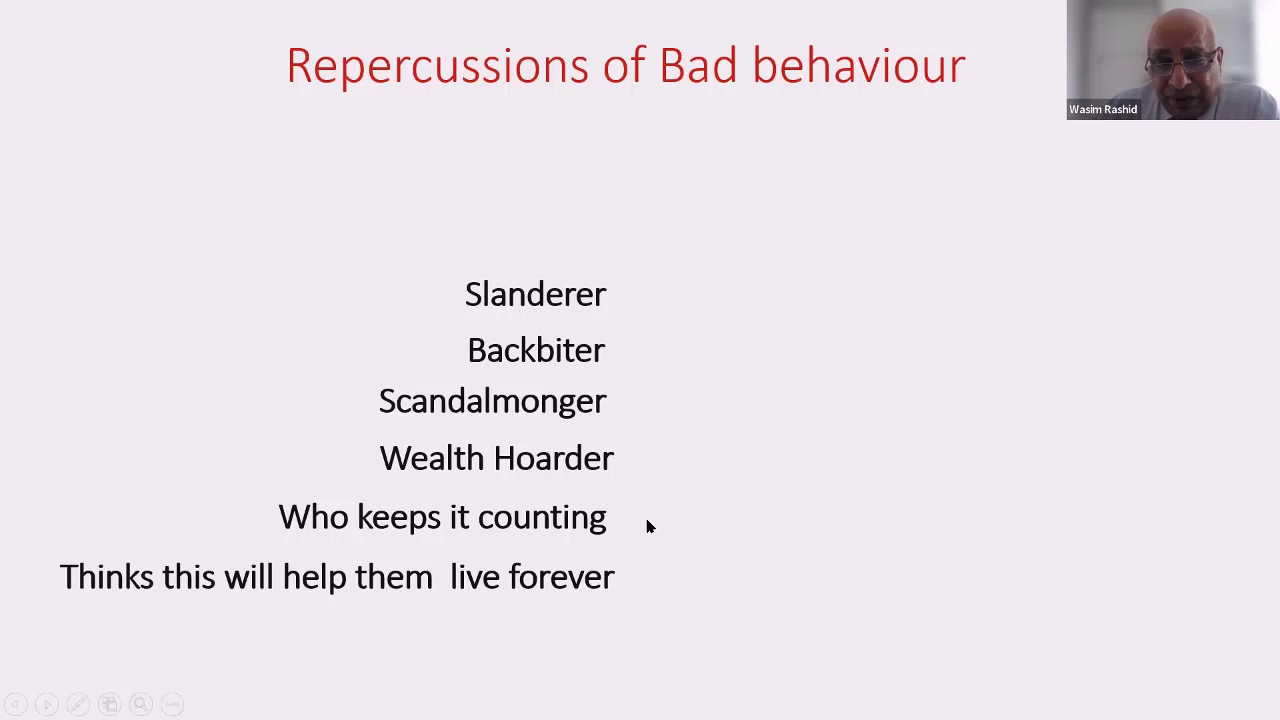 Repercussions of Bad behaviour
Wasim Rashid
Slanderer
Backbiter
Scandalmonger
Wealth Hoarder
Who keeps it counting
Thinks this will help them live forever